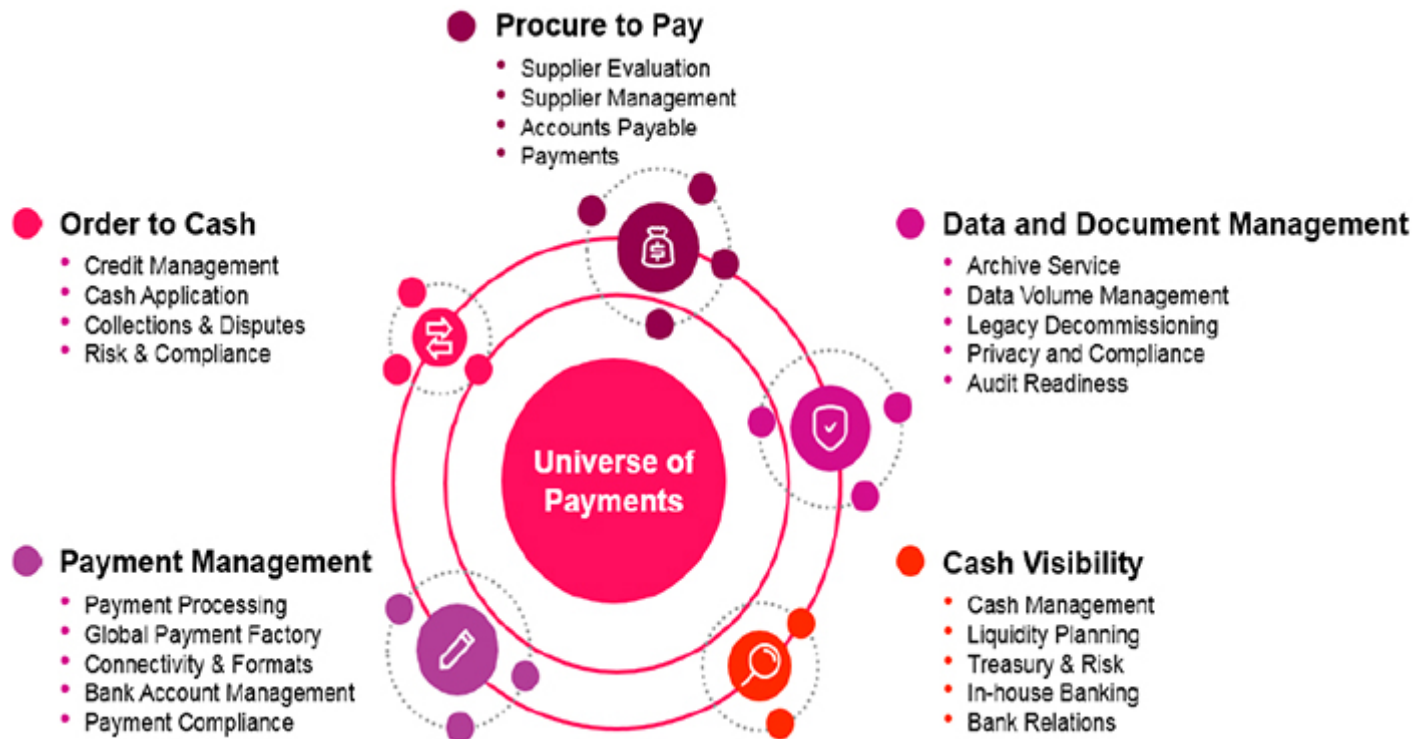 Procure to Pay
• Supplier Evaluation
• Supplier Management
• Accounts Payable
• Payments
Order to Cash
• Credit Management
• Cash Application
• Collections & Disputes
• Risk & Compliance
Data and Document Management
• Archive Service
• Data Volume Management
• Legacy Decommissioning
• Privacy and Compliance
• Audit Readiness
Universe of
Payments
Payment Management
• Payment Processing
• Global Payment Factory
• Connectivity & Formats
• Bank Account Management
• Payment Compliance
Cash Visibility
• Cash Management
• Liquidity Planning
• Treasury & Risk
• In-house Banking
• Bank Relations